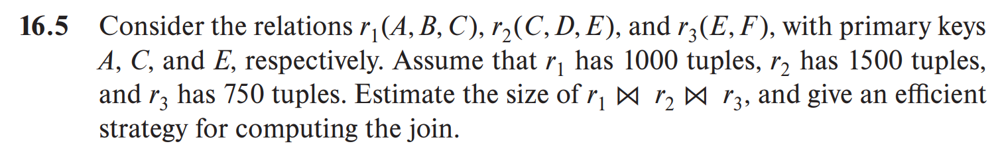 16.5 Consider the relations r₁(A, B, C), r₂(C, D, E), and r₃(E, F), with primary keys
A, C, and E, respectively. Assume that r₁ has 1000 tuples, r₂ has 1500 tuples,
and r₃ has 750 tuples. Estimate the size of r₁ ⋈ r₂ ⋈ r₃, and give an efficient
strategy for computing the join.